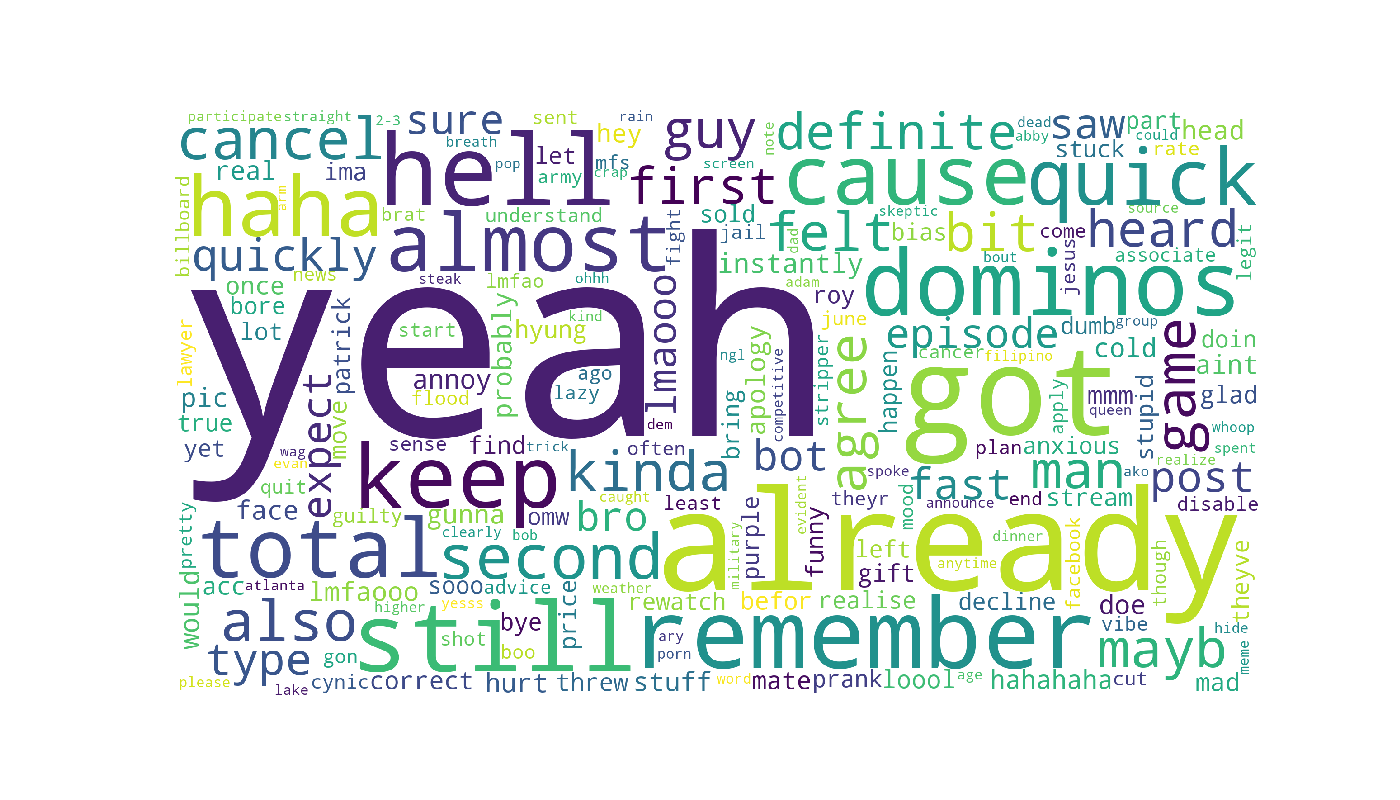 participate
straight
2-3
sure
sent
rain
guy
definite
dead
abby
saw
part
could
head
cancel
hell
breath
pop
let
mfs
hey
note
stuck
rate
real
ima
army
crap
first
screen
cause
quick
billboard
haha
arm
brat
understand
sold
skeptic
source
almost
fight
jail
dad
felt
bias
bit
come
jesus
heard
legit
quickly
news
steak
lmfao
ohhh
instantly
adam
bout
associate
once
bore
lot
yeah
kind
hyung
roy
june
dominos
episode
dumb
group
lawyer
patrick
start
probably
lmaooo
ngl
competitive
stripper
cancer
filipino
cold
doin
aint
pic
true
yet
expect
move
annoy
flood
ago
lazy
dem
bring
apology
agree
happen
got
apply
mmm
queen
stupid
game
glad
whoop
spent
wag
evan
sense
find
trick
often
bot
plan
anxious
ako
realize
quit
keep
kinda
spoke
fast
man
post
face
guilty
gunna
omw
caught
bro
least
purple
evident
theyr
mood
announce
end
stream
disable
pretty
total
clearly
bob
second
military
funny
already
left
gift
dinner
anytime
facebook
though
theyve
would
acc
atlanta
lmfaooo
sooo
advice
weather
rewatch
befor
realise
decline
doe
also
higher
yesss
still
shot
bye
price
remember
vibe
hide
type
gon
boo
ary
porn
mayb
meme
please
lake
cynic
correct
hurt
threw
stuff
word
mate
prank
loool
age
hahahaha
cut
mad